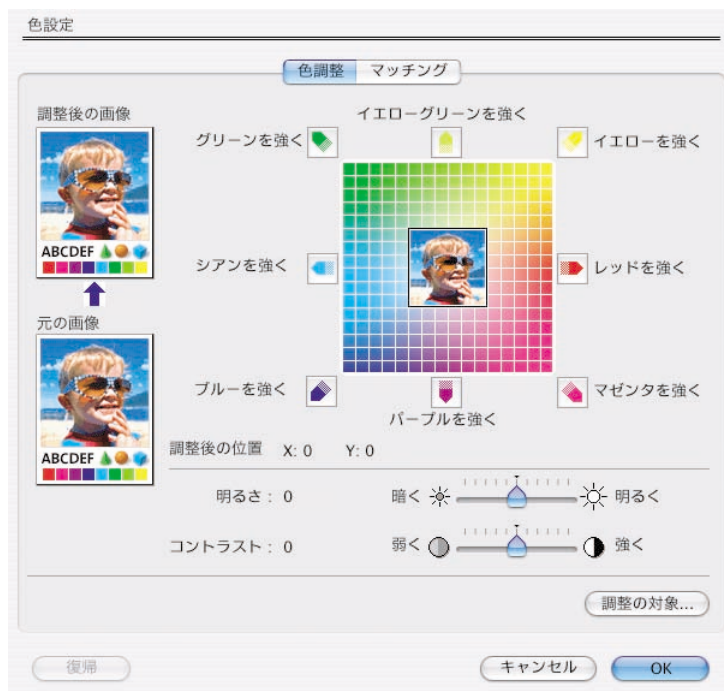 色設定
色調整 マッチング
調整後の画像
イエローグリーンを強く
グリーンを強く
イエローを強く
ABCDEF
シアンを強く
レッドを強く
元の画像
ブルーを強く
マゼンタを強く
パープルを強く
ABCDEF
調整後の位置 X: 0 Y: 0
明るさ : 0 暗く 明るく
コントラスト : 0 弱く 強く
調整の対象...
復帰 キャンセル OK